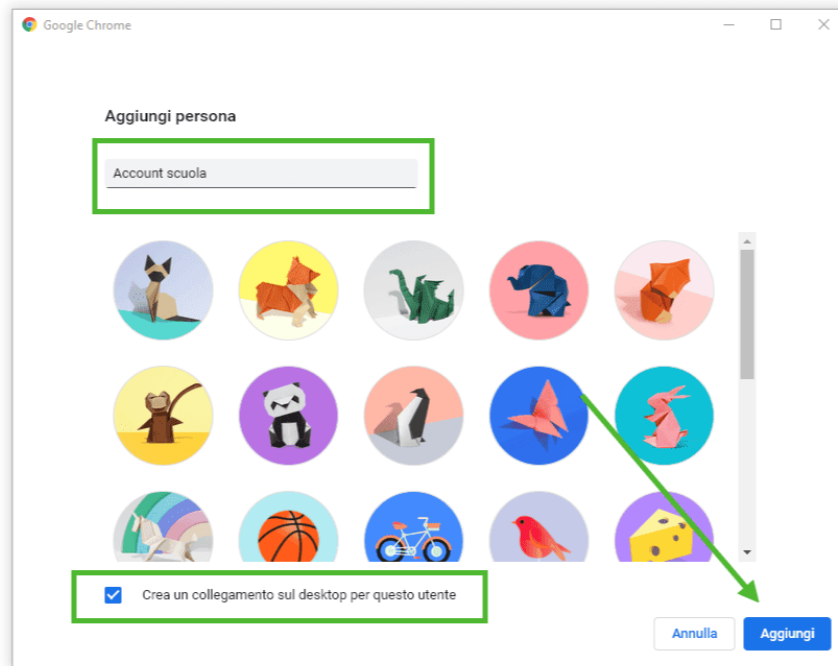 Google Chrome
Aggiungi persona
Account scuola
Crea un collegamento sul desktop per questo utente
Annulla
Aggiungi